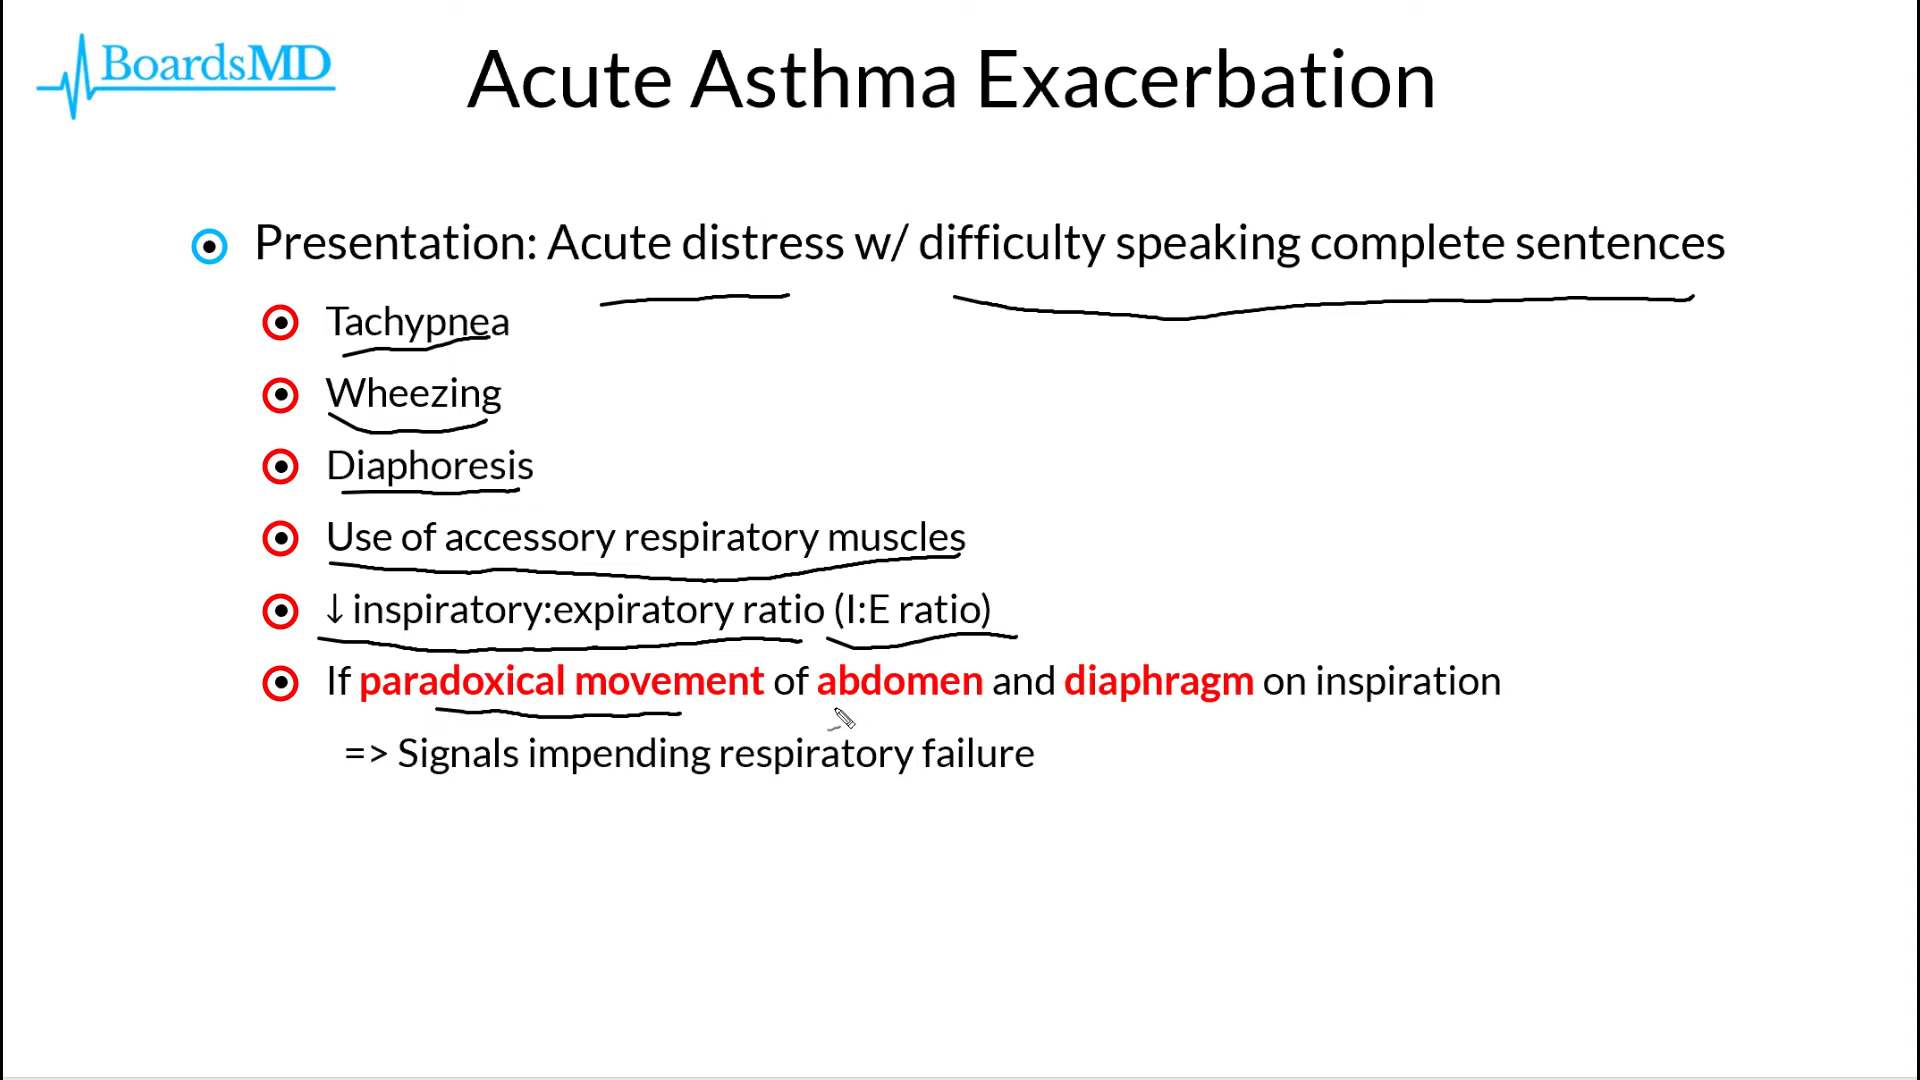 BoardsMD
Acute Asthma Exacerbation
Presentation: Acute distress w/ difficulty speaking complete sentences
Tachypnea
Wheezing
Diaphoresis
Use of accessory respiratory muscles
↓ inspiratory:expiratory ratio (I:E ratio)
If paradoxical movement of abdomen and diaphragm on inspiration
=> Signals impending respiratory failure